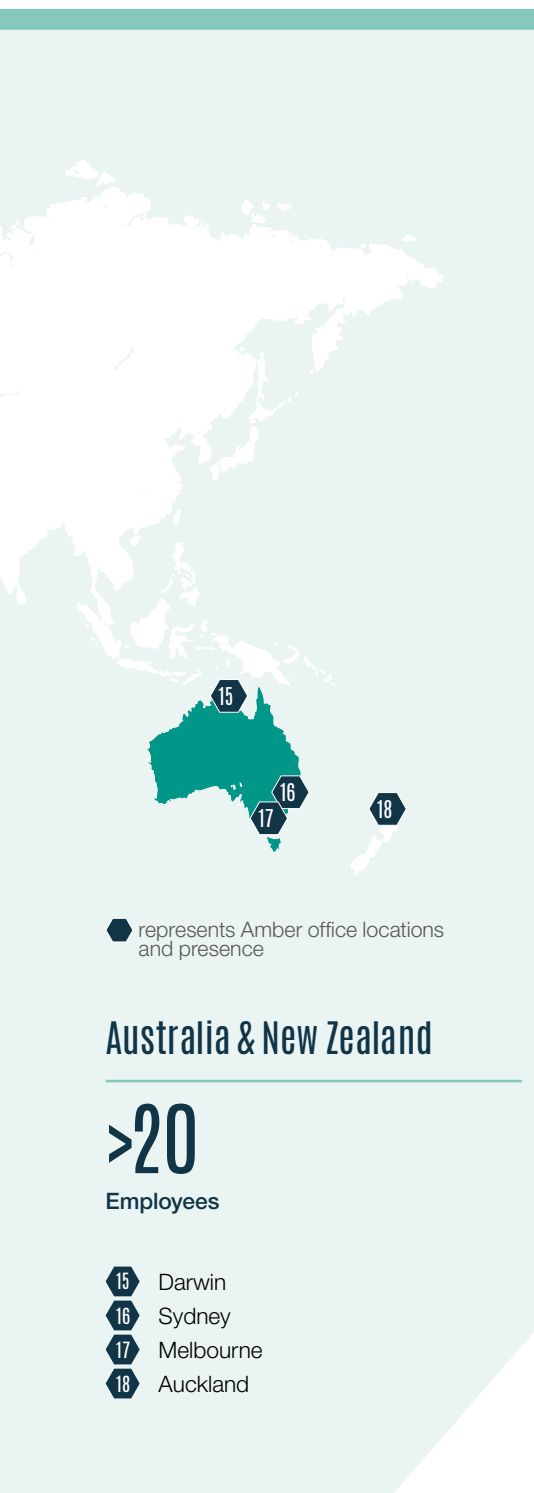 15
16
17
18
represents Amber office locations
and presence
Australia & New Zealand
>20
Employees
15 Darwin
16 Sydney
17 Melbourne
18 Auckland